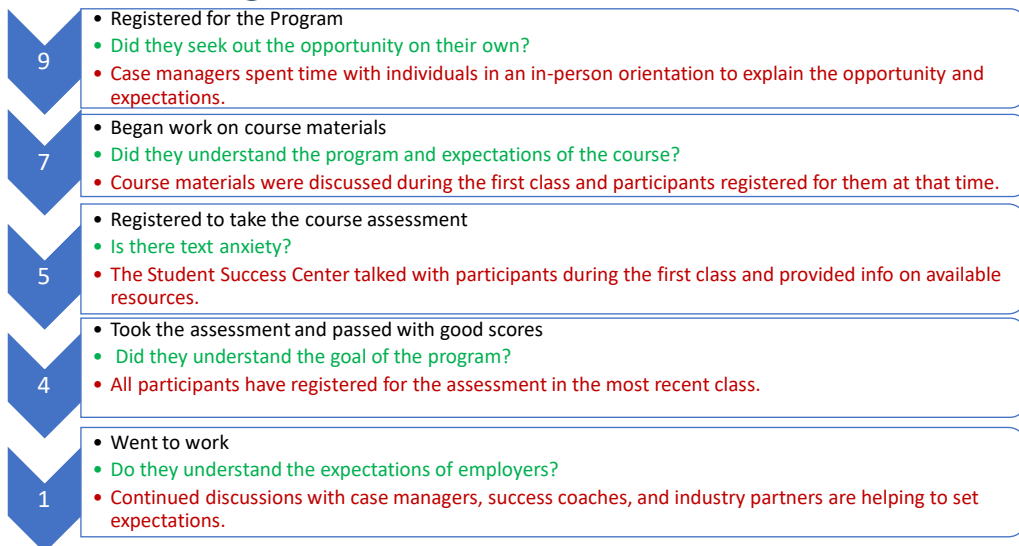 9
• Registered for the Program
• Did they seek out the opportunity on their own?
• Case managers spent time with individuals in an in-person orientation to explain the opportunity and
expectations.
7
• Began work on course materials
• Did they understand the program and expectations of the course?
• Course materials were discussed during the first class and participants registered for them at that time.
5
• Registered to take the course assessment
• Is there text anxiety?
• The Student Success Center talked with participants during the first class and provided info on available
resources.
4
• Took the assessment and passed with good scores
• Did they understand the goal of the program?
• All participants have registered for the assessment in the most recent class.
1
• Went to work
• Do they understand the expectations of employers?
• Continued discussions with case managers, success coaches, and industry partners are helping to set
expectations.